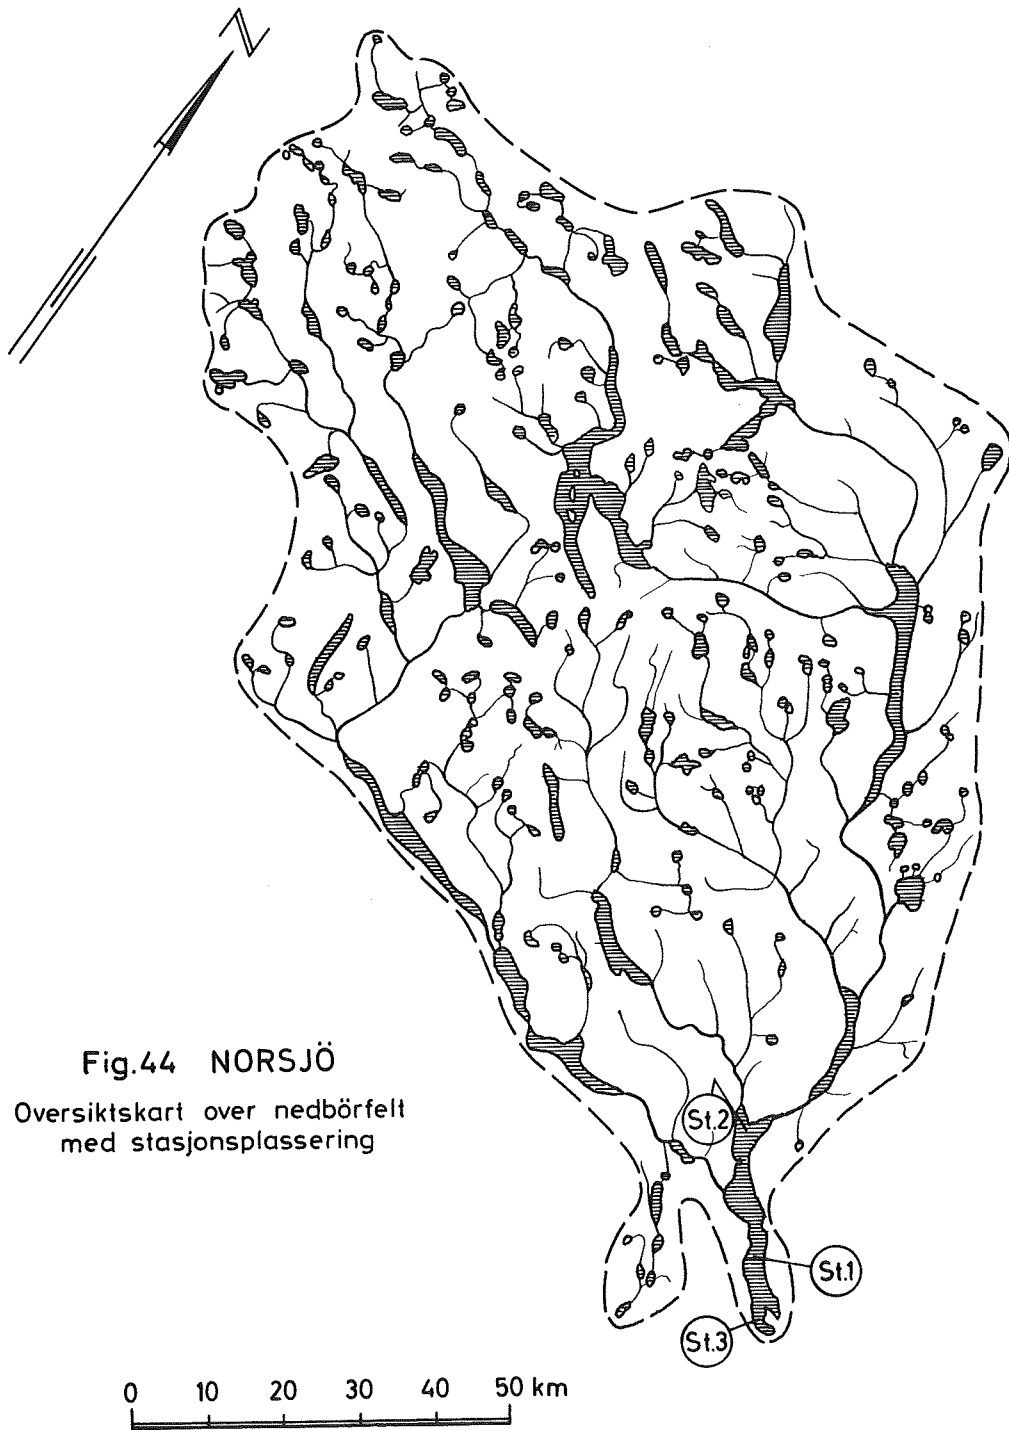 N
Fig.44 NORSJÖ
Oversiktskart over nedbörfelt
med stasjonsplassering
St.2
St.1
St.3
0 10 20 30 40 50 km